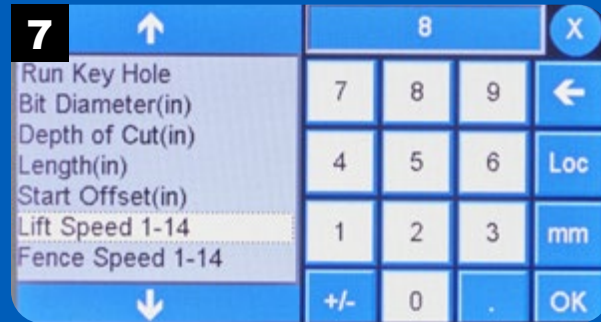 7
8
X
Run Key Hole
Bit Diameter(in)
Depth of Cut(in)
Length(in)
Start Offset(in)
Lift Speed 1-14
Fence Speed 1-14
7 8 9
4 5 6 Loc
1 2 3 mm
+/- 0 . OK